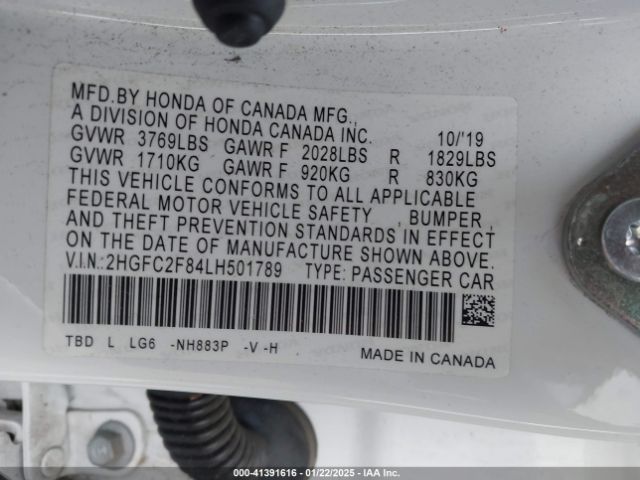 MFD.BY HONDA OF CANADA MFG.,
A DIVISION OF HONDA CANADA INC. 10/'19
GVWR 3769LBS GAWR F 2028LBS R 1829LBS
GVWR 1710KG GAWR F 920KG R 830KG
THIS VEHICLE CONFORMS TO ALL APPLICABLE
FEDERAL MOTOR VEHICLE SAFETY , BUMPER ,
AND THEFT PREVENTION STANDARDS IN EFFECT
ON THE DATE OF MANUFACTURE SHOWN ABOVE.
V.I.N.:2HGFC2F84LH501789 TYPE: PASSENGER CAR
TBD L LG6 -NH883P -V -H
MADE IN CANADA
000-41391616 - 01/22/2025 - IAA Inc.